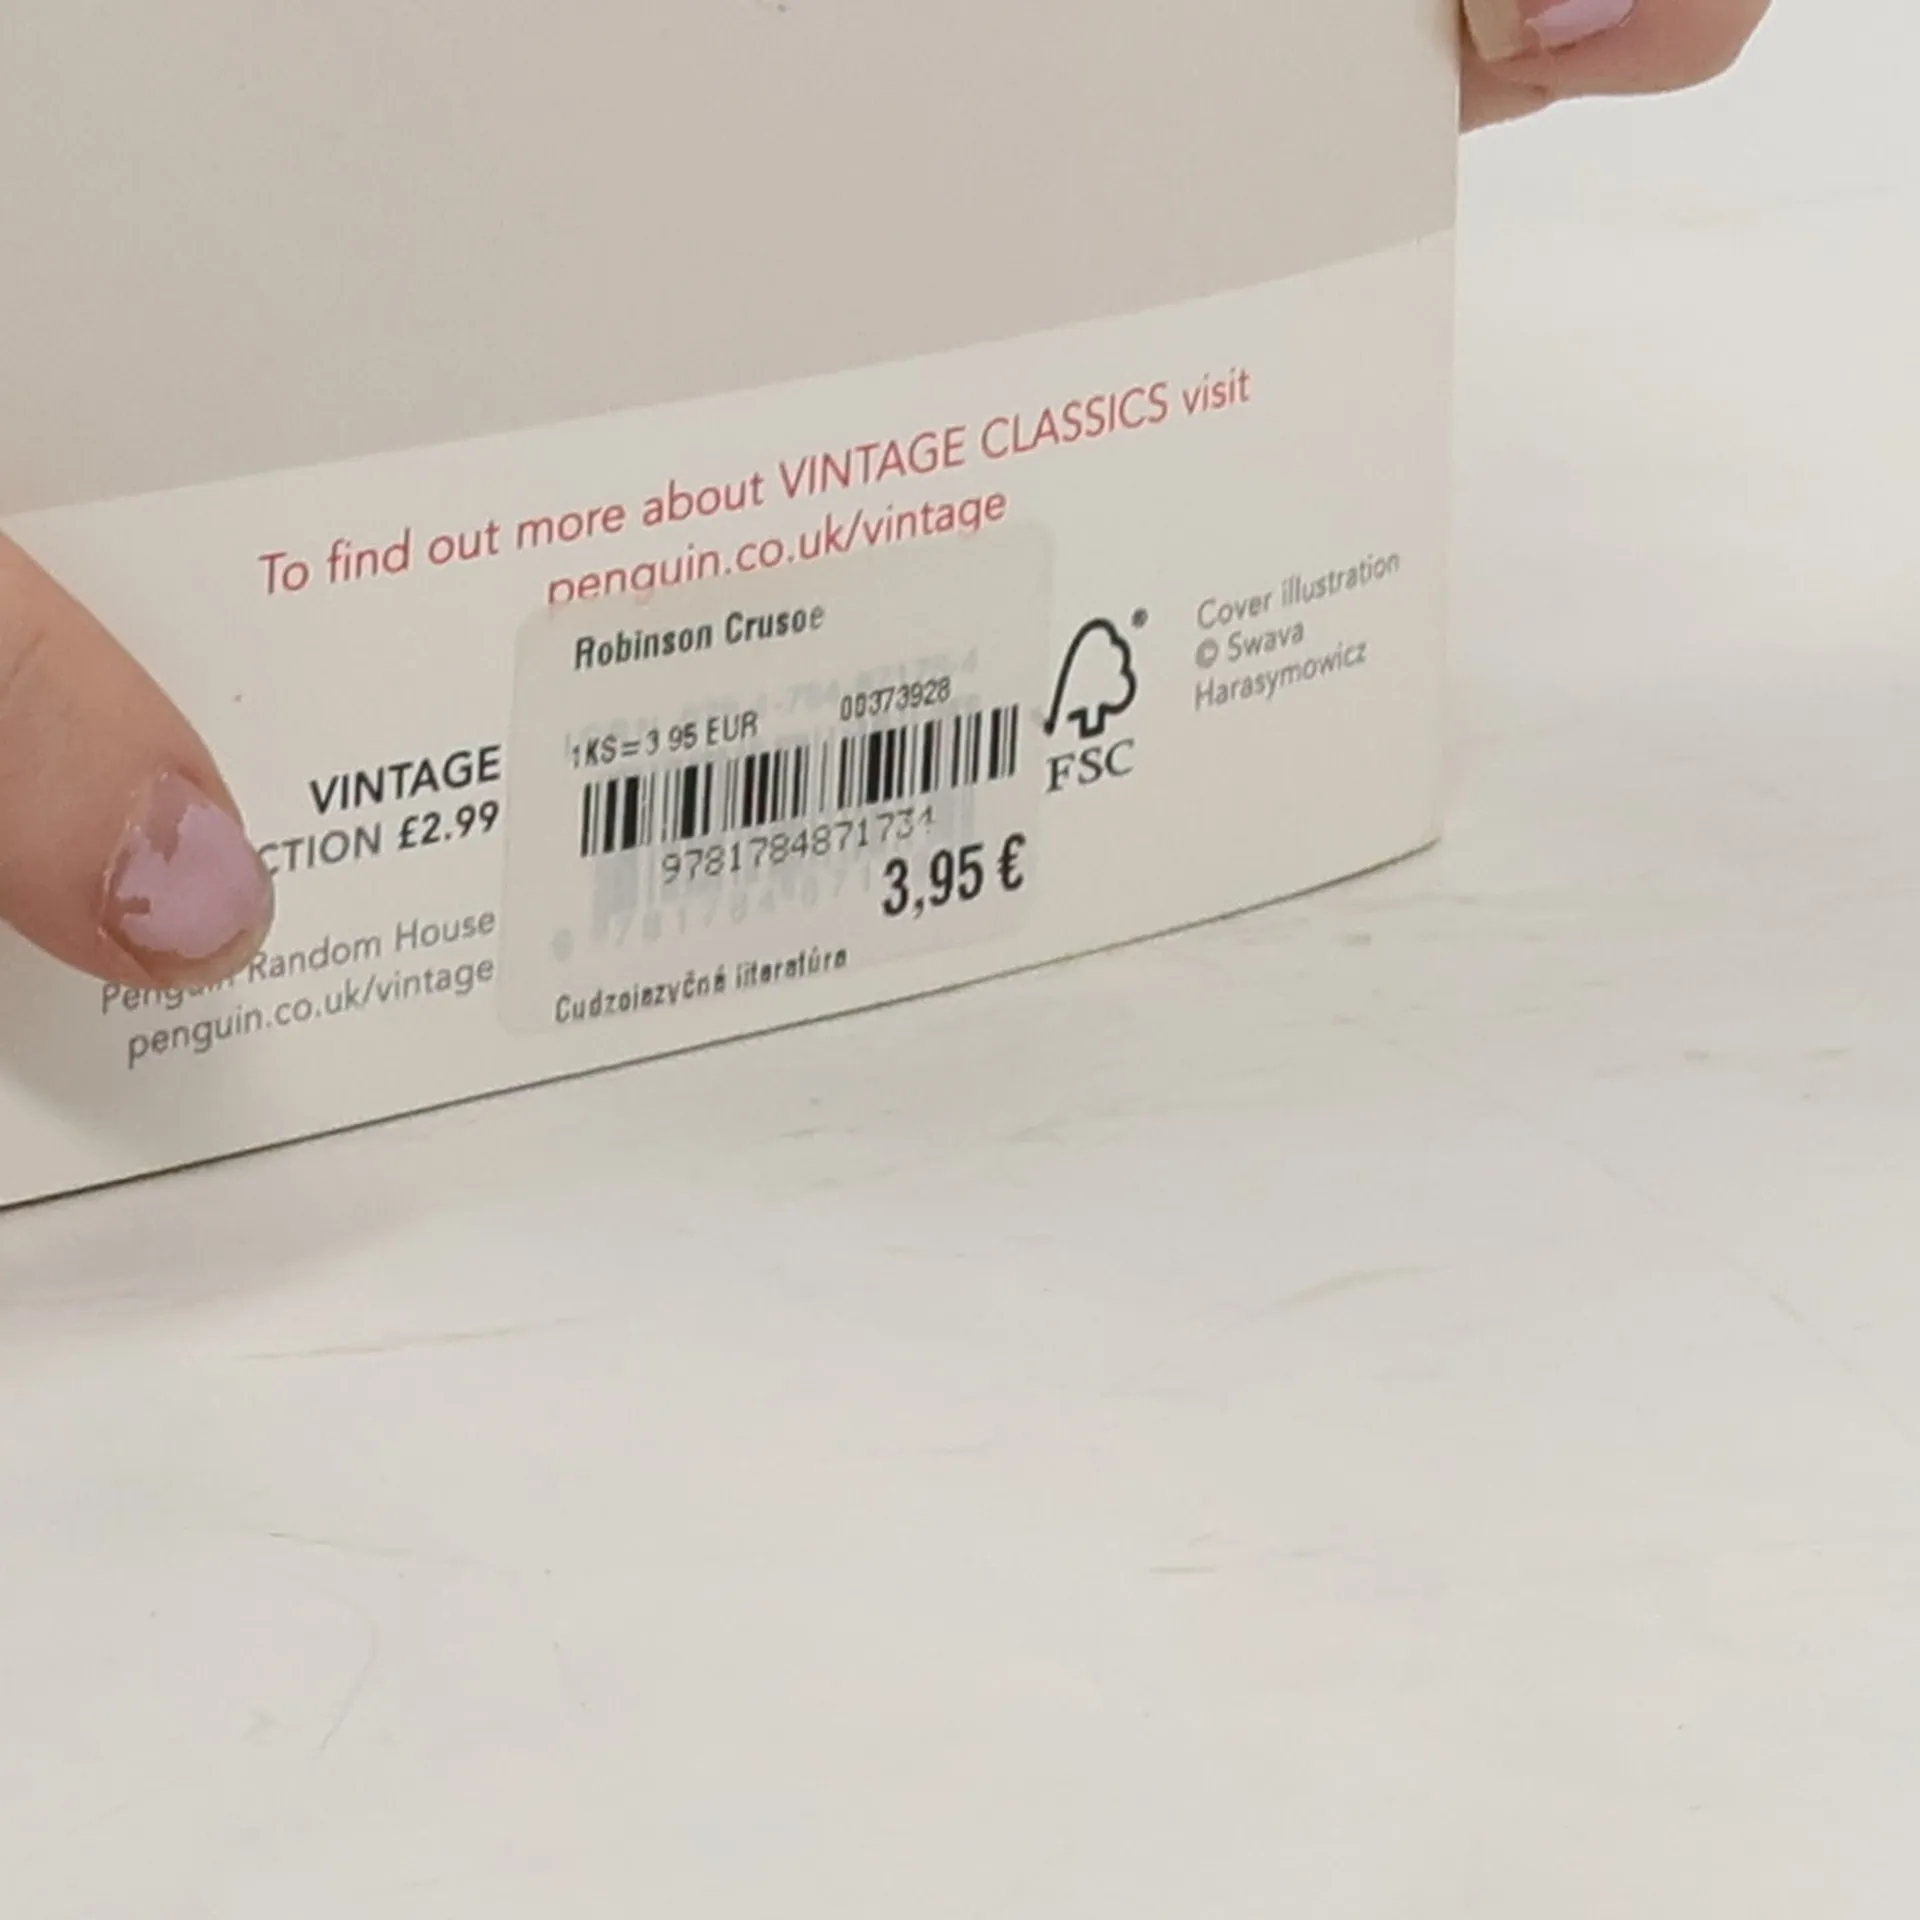 To find out more about VINTAGE CLASSICS visit
penguin.co.uk/vintage
Robinson Crusoe
1KS=3 95 EUR
00373928
9781784871734
3,95 €
Cudzojazyčná literatúra
VINTAGE
CTION £2.99
Penguin Random House
penguin.co.uk/vintage
FSC
®
Cover illustration
© Swava
Harasymowicz